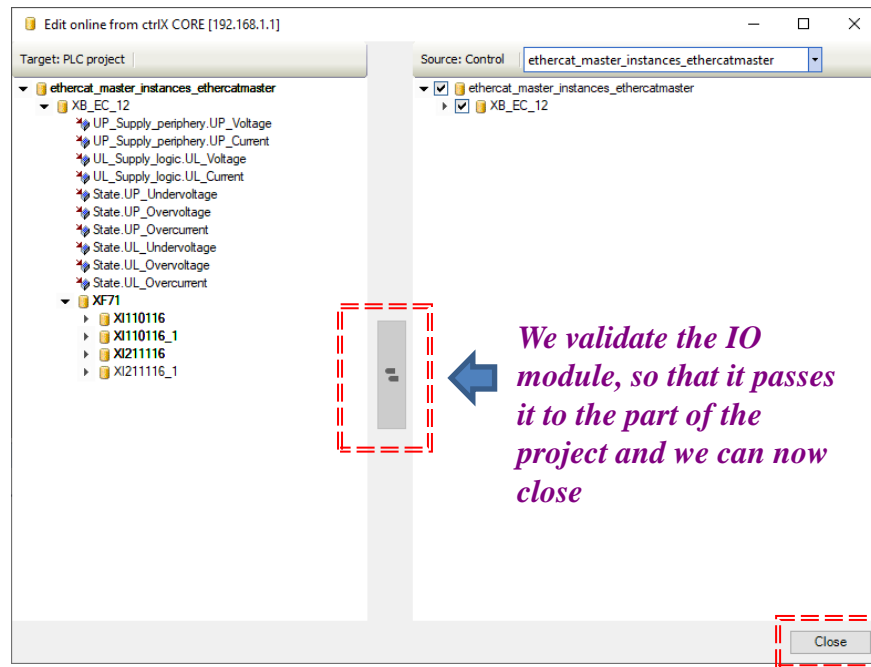 Edit online from ctrlX CORE [192.168.1.1]
Target: PLC project
Source: Control
ethercat_master_instances_ethercatmaster
ethercat_master_instances_ethercatmaster
XB_EC_12
UP_Supply_periphery.UP_Voltage
UP_Supply_periphery.UP_Current
UL_Supply_logic.UL_Voltage
UL_Supply_logic.UL_Current
State.UP_Undervoltage
State.UP_Overvoltage
State.UP_Overcurrent
State.UL_Undervoltage
State.UL_Overvoltage
State.UL_Overcurrent
XF71
XI110116
XI110116_1
XI211116
XI211116_1
ethercat_master_instances_ethercatmaster
XB_EC_12
We validate the IO
module, so that it passes
it to the part of the
project and we can now
close
Close